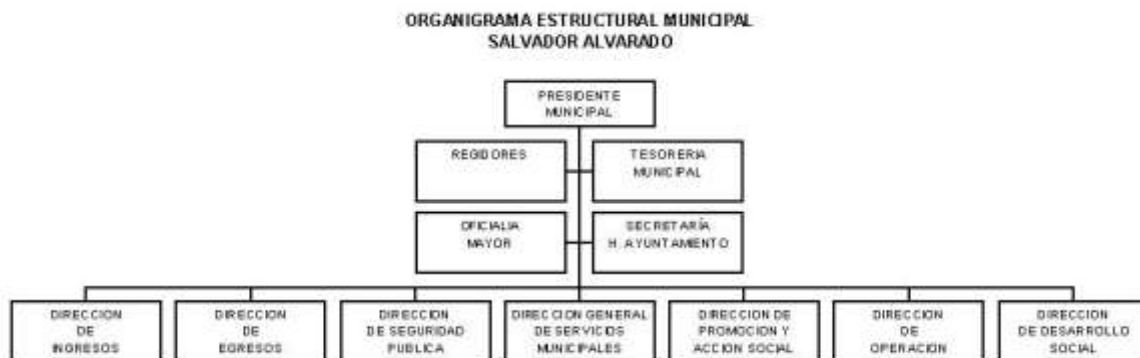 ORGANIGRAMA ESTRUCTURAL MUNICIPAL
SALVADOR ALVARADO
PRESIDENTE
MUNICIPAL
REGIDORES
TESORERIA
MUNICIPAL
OFICIALIA
MAYOR
SECRETARÍA
H. AYUNTAMIENTO
DIRECCION
DE
INGRESOS
DIRECCION
DE
EGRESOS
DIRECCION
DE SEGURIDAD
PUBLICA
DIRECCION GENERAL
DE SERVICIOS
MUNICIPALES
DIRECCION DE
PROMOCION Y
ACCION SOCIAL
DIRECCION
DE
OPERACION
DIRECCION
DE DESARROLLO
SOCIAL